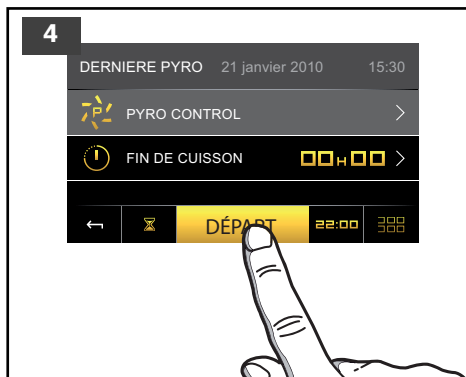 4
DERNIERE PYRO 21 janvier 2010 15:30
P PYRO CONTROL
FIN DE CUISSON 00H00
DÉPART 22:00